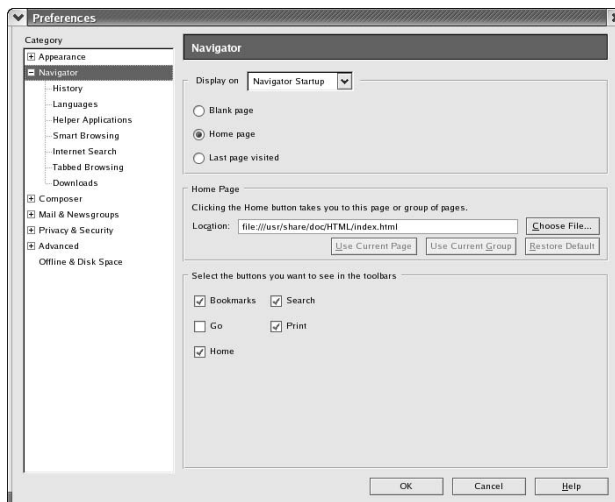 Preferences
Category
Appearance
Navigator
History
Languages
Helper Applications
Smart Browsing
Internet Search
Tabbed Browsing
Downloads
Composer
Mail & Newsgroups
Privacy & Security
Advanced
Offline & Disk Space
Navigator
Display on Navigator Startup
Blank page
Home page
Last page visited
Home Page
Clicking the Home button takes you to this page or group of pages.
Location: file:///usr/share/doc/HTML/index.html Choose File...
Use Current Page Use Current Group Restore Default
Select the buttons you want to see in the toolbars
Bookmarks Search
Go Print
Home
OK Cancel Help